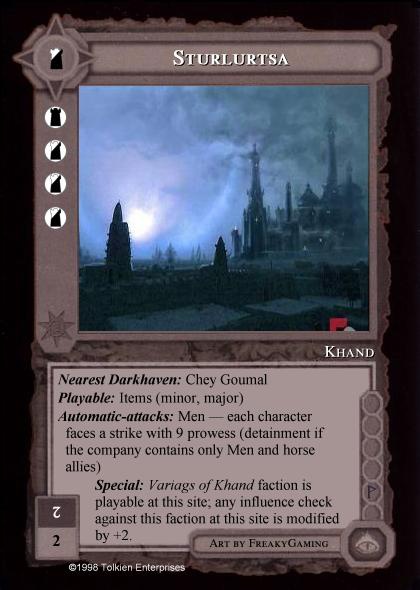 STURLURTSA
KHAND
Nearest Darkhaven: Chey Goumal
Playable: Items (minor, major)
Automatic-attacks: Men — each character
faces a strike with 9 prowess (detainment if
the company contains only Men and horse
allies)
Special: Variags of Khand faction is
playable at this site; any influence check
against this faction at this site is modified
by +2.
2
2
ART BY FREAKYGAMING
©1998 Tolkien Enterprises